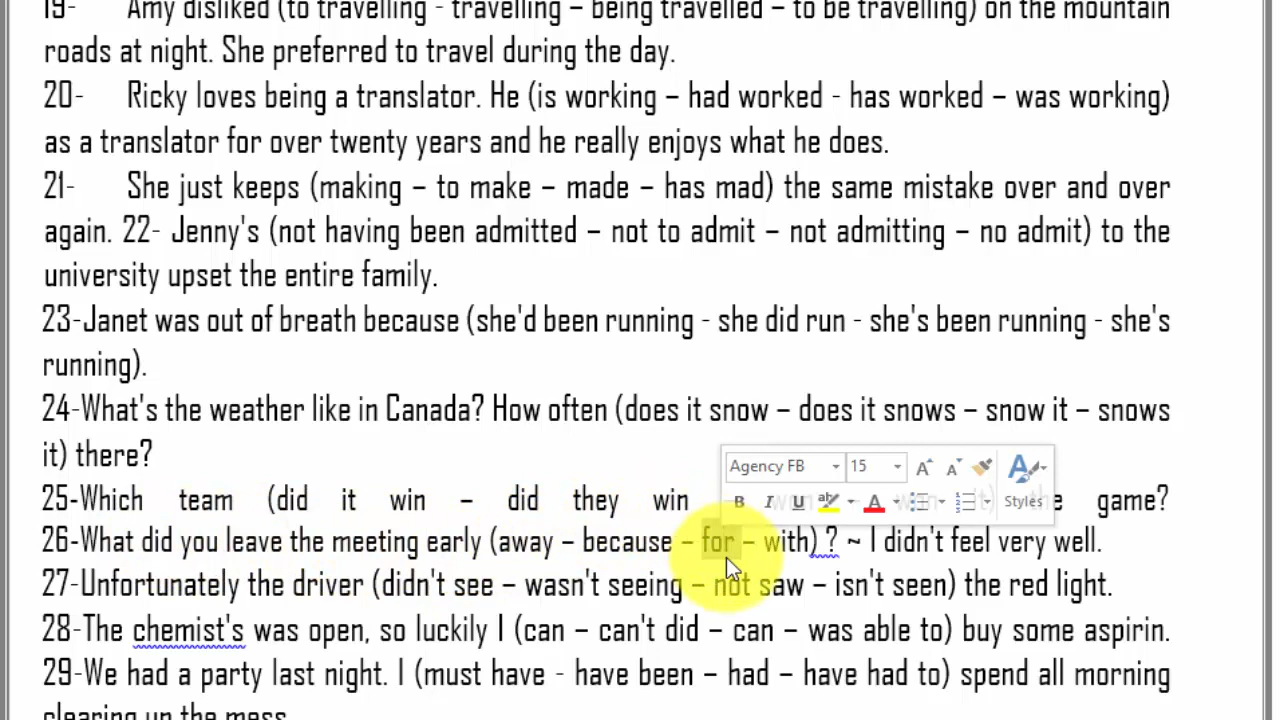 19- Amy disliked (to travelling - travelling – being travelled – to be travelling) on the mountain
roads at night. She preferred to travel during the day.
20- Ricky loves being a translator. He (is working – had worked - has worked – was working)
as a translator for over twenty years and he really enjoys what he does.
21- She just keeps (making – to make – made – has mad) the same mistake over and over
again. 22- Jenny's (not having been admitted – not to admit – not admitting – no admit) to the
university upset the entire family.
23-Janet was out of breath because (she'd been running - she did run - she's been running - she's
running).
24-What's the weather like in Canada? How often (does it snow – does it snows – snow it – snows
it) there?
Agency FB 15
B I U Styles
25-Which team (did it win – did they win – won – win it) the game?
26-What did you leave the meeting early (away – because – for – with) ? ~ I didn't feel very well.
27-Unfortunately the driver (didn't see – wasn't seeing – not saw – isn't seen) the red light.
28-The chemist's was open, so luckily I (can – can't did – can – was able to) buy some aspirin.
29-We had a party last night. I (must have - have been – had – have had to) spend all morning
clearing up the mess.